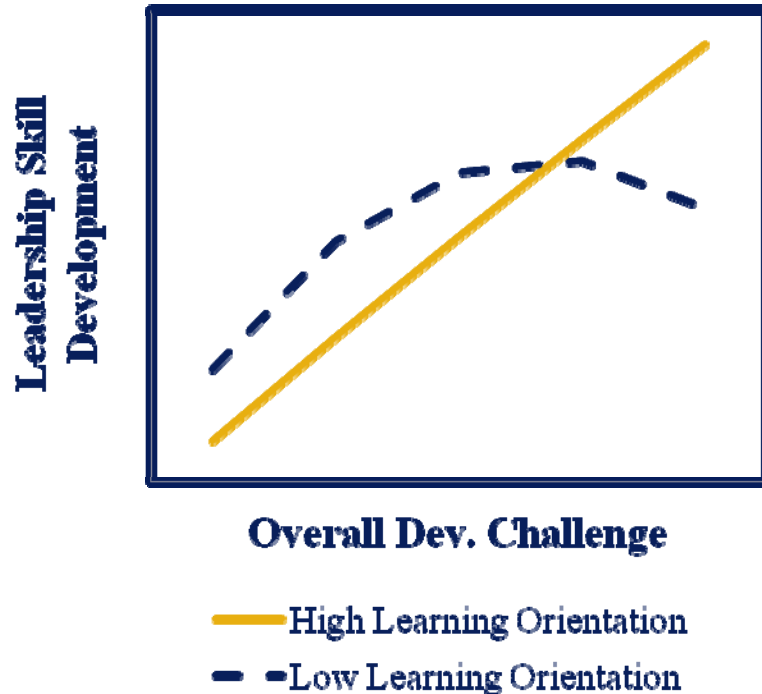 Leadership Skill
Development
Overall Dev. Challenge
High Learning Orientation
Low Learning Orientation